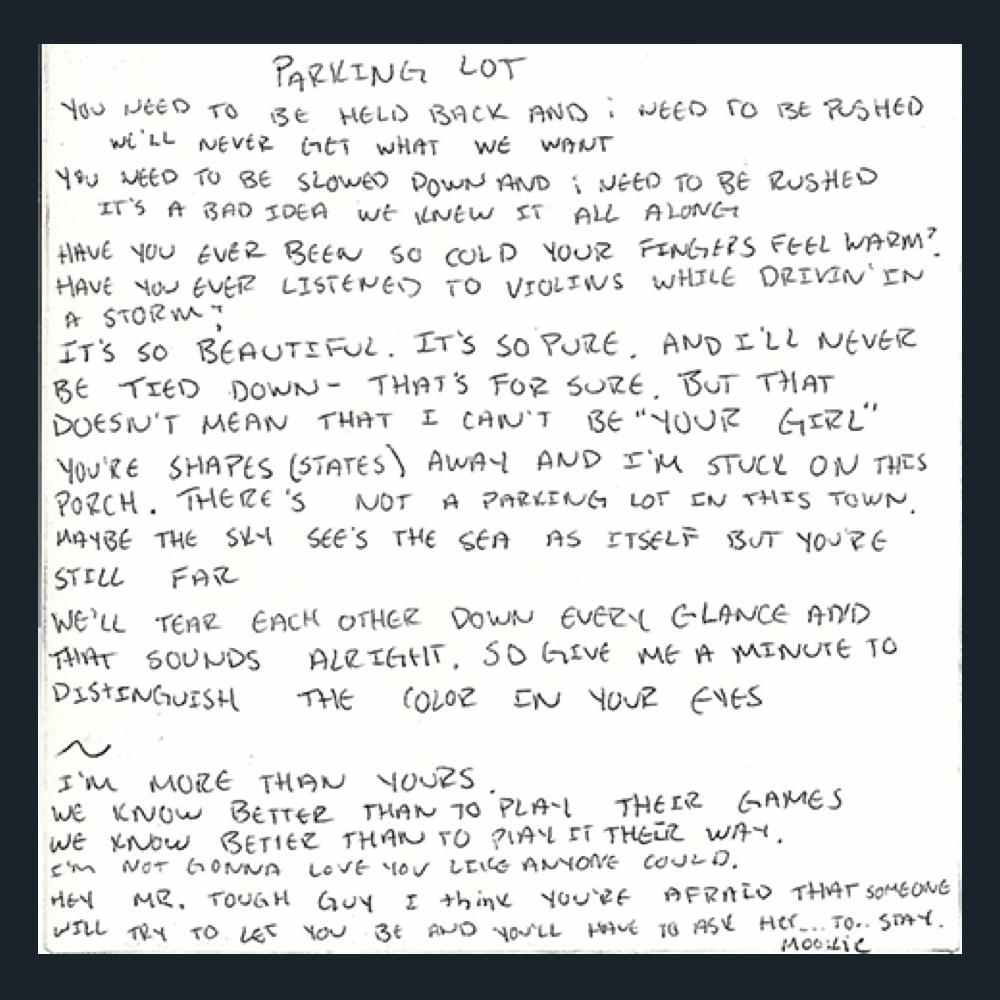 PARKING LOT
YOU NEED TO BE HELD BACK AND i NEED TO BE PUSHED
WE'LL NEVER GET WHAT WE WANT
YOU NEED TO BE SLOWED DOWN AND i NEED TO BE RUSHED
IT'S A BAD IDEA WE KNEW IT ALL ALONG
HAVE YOU EVER BEEN SO COLD YOUR FINGERS FEEL WARM?
HAVE YOU EVER LISTENED TO VIOLINS WHILE DRIVIN' IN
A STORM?
IT'S SO BEAUTIFUL. IT'S SO PURE. AND I'LL NEVER
BE TIED DOWN- THAT'S FOR SURE. BUT THAT
DOESN'T MEAN THAT I CAN'T BE "YOUR GIRL"
YOU'RE SHAPES (STATES) AWAY AND I'M STUCK ON THIS
PORCH. THERE'S NOT A PARKING LOT IN THIS TOWN.
MAYBE THE SKY SEE'S THE SEA AS ITSELF BUT YOU'RE
STILL FAR
WE'LL TEAR EACH OTHER DOWN EVERY GLANCE AND
THAT SOUNDS ALRIGHT. SO GIVE ME A MINUTE TO
DISTINGUISH THE COLOR IN YOUR EYES
~
I'M MORE THAN YOURS.
WE KNOW BETTER THAN TO PLAY THEIR GAMES
WE KNOW BETTER THAN TO PLAY IT THEIR WAY.
I'M NOT GONNA LOVE YOU LIKE ANYONE COULD.
HEY MR. TOUGH GUY I think YOU'RE AFRAID THAT SOMEONE
WILL TRY TO LET YOU BE AND YOU'LL HAVE TO ASK HER... TO.. STAY.